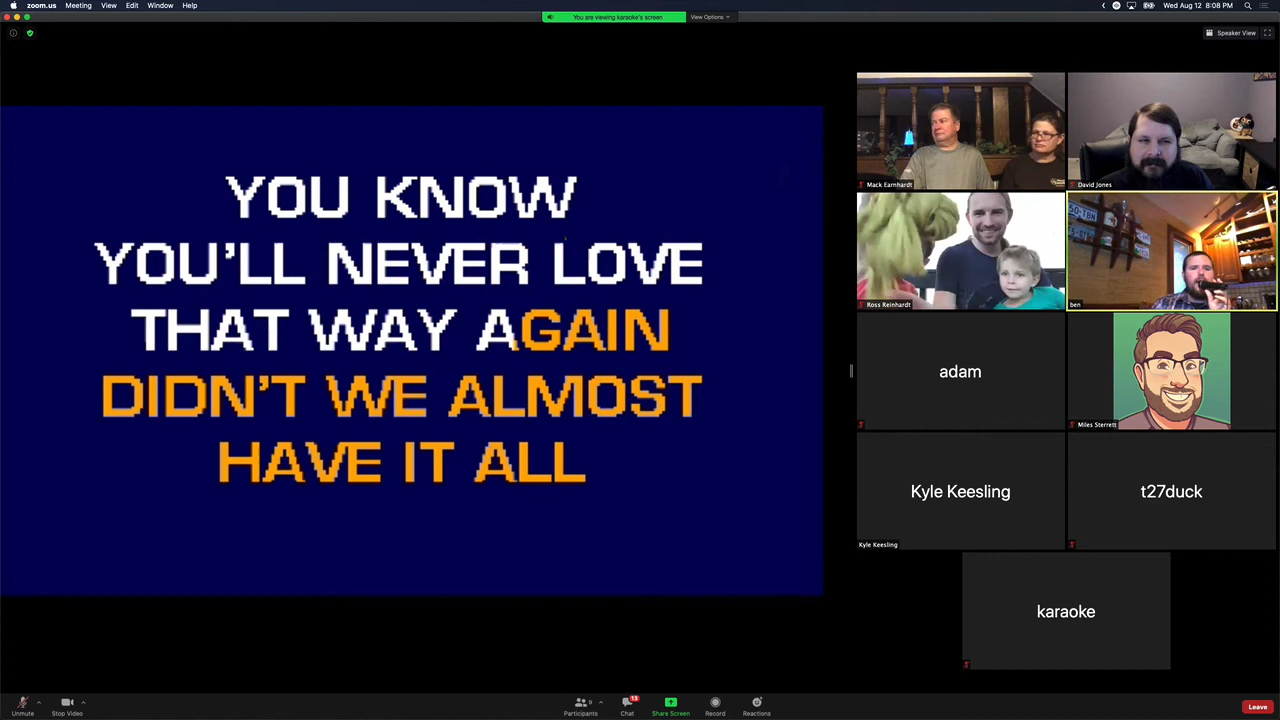 zoom.us Meeting View Edit Window Help
Wed Aug 12 8:08 PM
You are viewing karaoke's screen
View Options
Speaker View
YOU KNOW
YOU'LL NEVER LOVE
THAT WAY AGAIN
DIDN'T WE ALMOST
HAVE IT ALL
Mack Earnhardt
David Jones
Ross Reinhardt
ben
adam
Miles Sterrett
Kyle Keesling
Kyle Keesling
t27duck
karaoke
Unmute
Stop Video
9
Participants
13
Chat
Share Screen
Record
Reactions
Leave